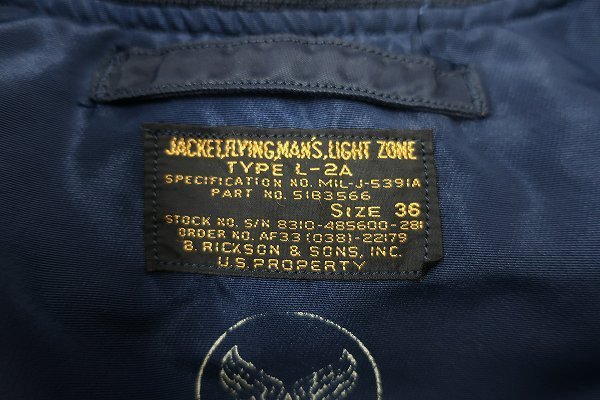 JACKET,FLYING,MAN'S,LIGHT ZONE
TYPE L-2A
SPECIFICATION NO. MIL-J-5391A
PART NO. 51B3566
SIZE 36
STOCK NO. S/N 8310-485600-281
ORDER NO. AF33 (038)-22179
B. RICKSON & SONS, INC.
U.S. PROPERTY